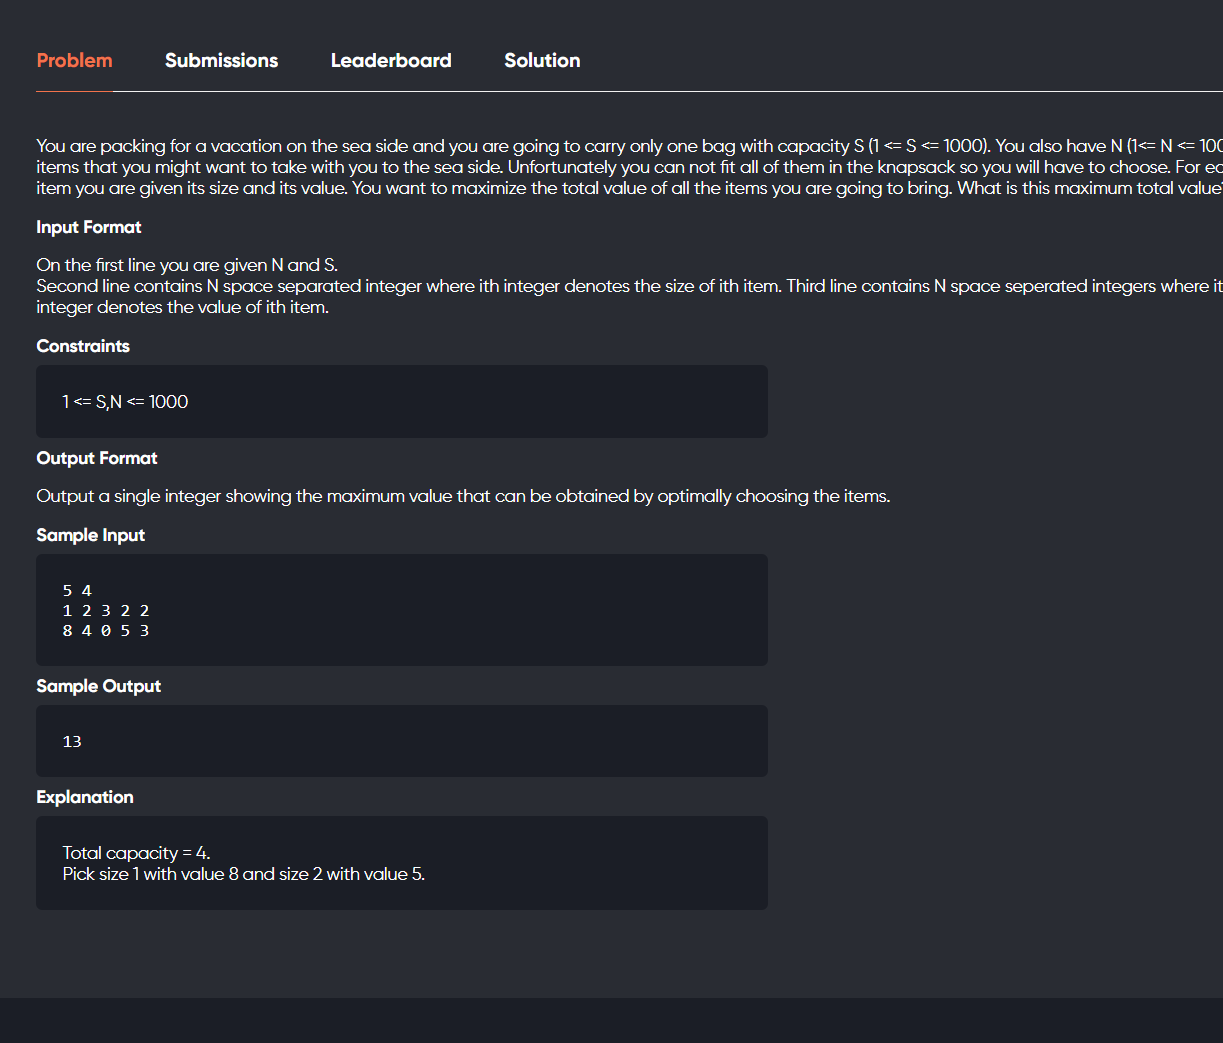 Problem Submissions Leaderboard Solution
You are packing for a vacation on the sea side and you are going to carry only one bag with capacity S (1 <= S <= 1000). You also have N (1<= N <=
items that you might want to take with you to the sea side. Unfortunately you can not fit all of them in the knapsack so you will have to choose. For
item you are given its size and its value. You want to maximize the total value of all the items you are going to bring. What is this maximum total value
Input Format
On the first line you are given N and S.
Second line contains N space separated integer where ith integer denotes the size of ith item. Third line contains N space seperated integers where
integer denotes the value of ith item.
Constraints
1 <= S,N <= 1000
Output Format
Output a single integer showing the maximum value that can be obtained by optimally choosing the items.
Sample Input
5 4
1 2 3 2 2
8 4 0 5 3
Sample Output
13
Explanation
Total capacity = 4.
Pick size 1 with value 8 and size 2 with value 5.